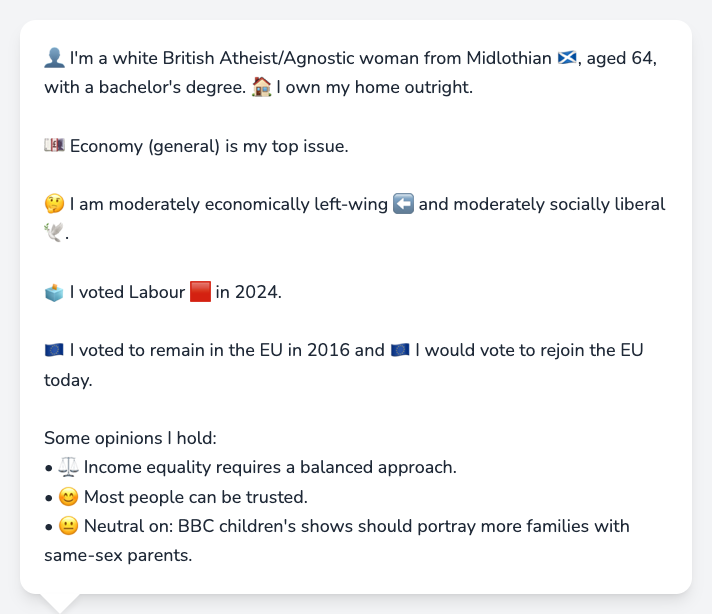 👤 I'm a white British Atheist/Agnostic woman from Midlothian 🏴󠁧󠁢󠁳󠁣󠁴󠁿, aged 64,
with a bachelor's degree. 🏠 I own my home outright.
💷 Economy (general) is my top issue.
🤔 I am moderately economically left-wing ⬅️ and moderately socially liberal
🕊️.
🗳️ I voted Labour 🟥 in 2024.
🇪🇺 I voted to remain in the EU in 2016 and 🇪🇺 I would vote to rejoin the EU
today.
Some opinions I hold:
• ⚖️ Income equality requires a balanced approach.
• 😊 Most people can be trusted.
• 😐 Neutral on: BBC children's shows should portray more families with
same-sex parents.